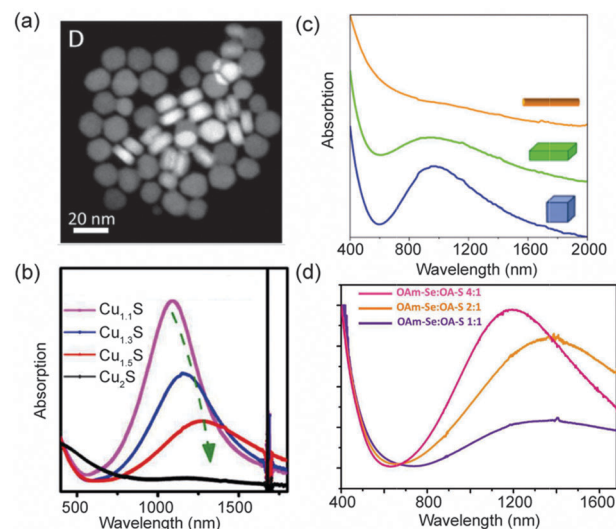 (a)
D
20 nm
(b)
Cu1.1S
Cu1.3S
Cu1.5S
Cu2S
Absorption
500 1000 1500
Wavelength (nm)
(c)
Absorbtion
400 800 1200 1600 2000
Wavelength (nm)
(d)
OAm-Se:OA-S 4:1
OAm-Se:OA-S 2:1
OAm-Se:OA-S 1:1
400 800 1200 1600
Wavelength (nm)